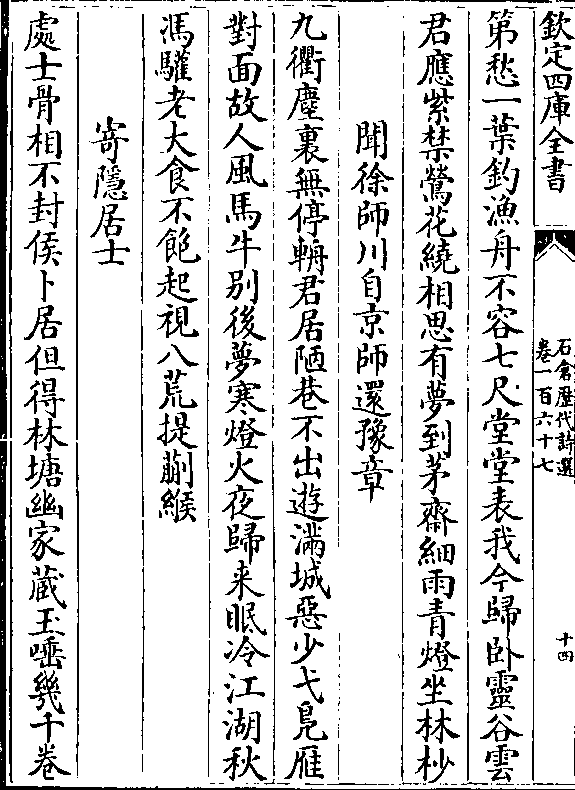 欽定四庫全書
石倉歷代詩選
卷一百六十七
十四
第愁一葉釣漁舟不容七尺堂堂表我今歸卧靈谷雲
君應紫禁鶯花繞相思有夢到茅齋細雨青燈坐林杪
聞徐師川自京師還豫章
九衢塵裏無停輈君居陋巷不出遊滿城惡少弋鳬雁
對面故人風馬牛别後夢寒燈火夜歸来眠冷江湖秋
馮驩老大食不飽起視八荒提蒯緱
寄隱居士
處士骨相不封侯卜居但得林塘幽家藏玉唾幾千卷